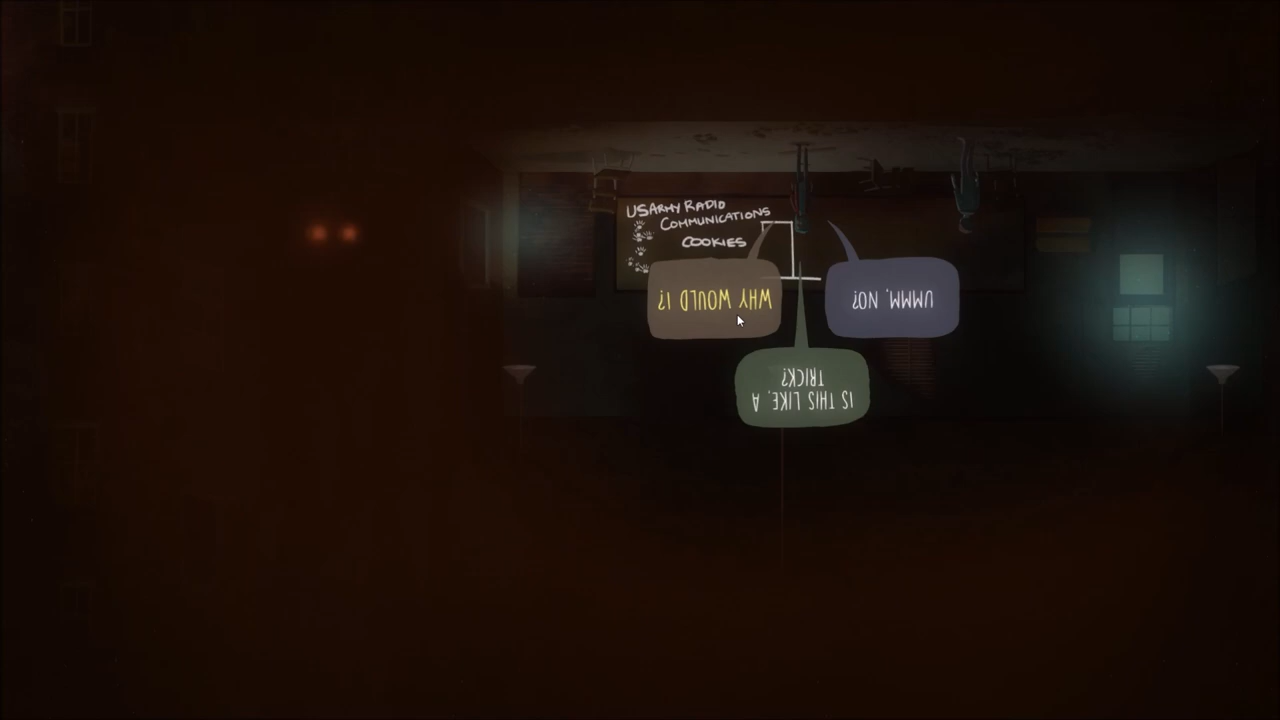 USARMY RADIO
COMMUNICATIONS
COOKIES
WHY WOULD I?
UMMM, NO?
IS THIS LIKE, A
TRICK?